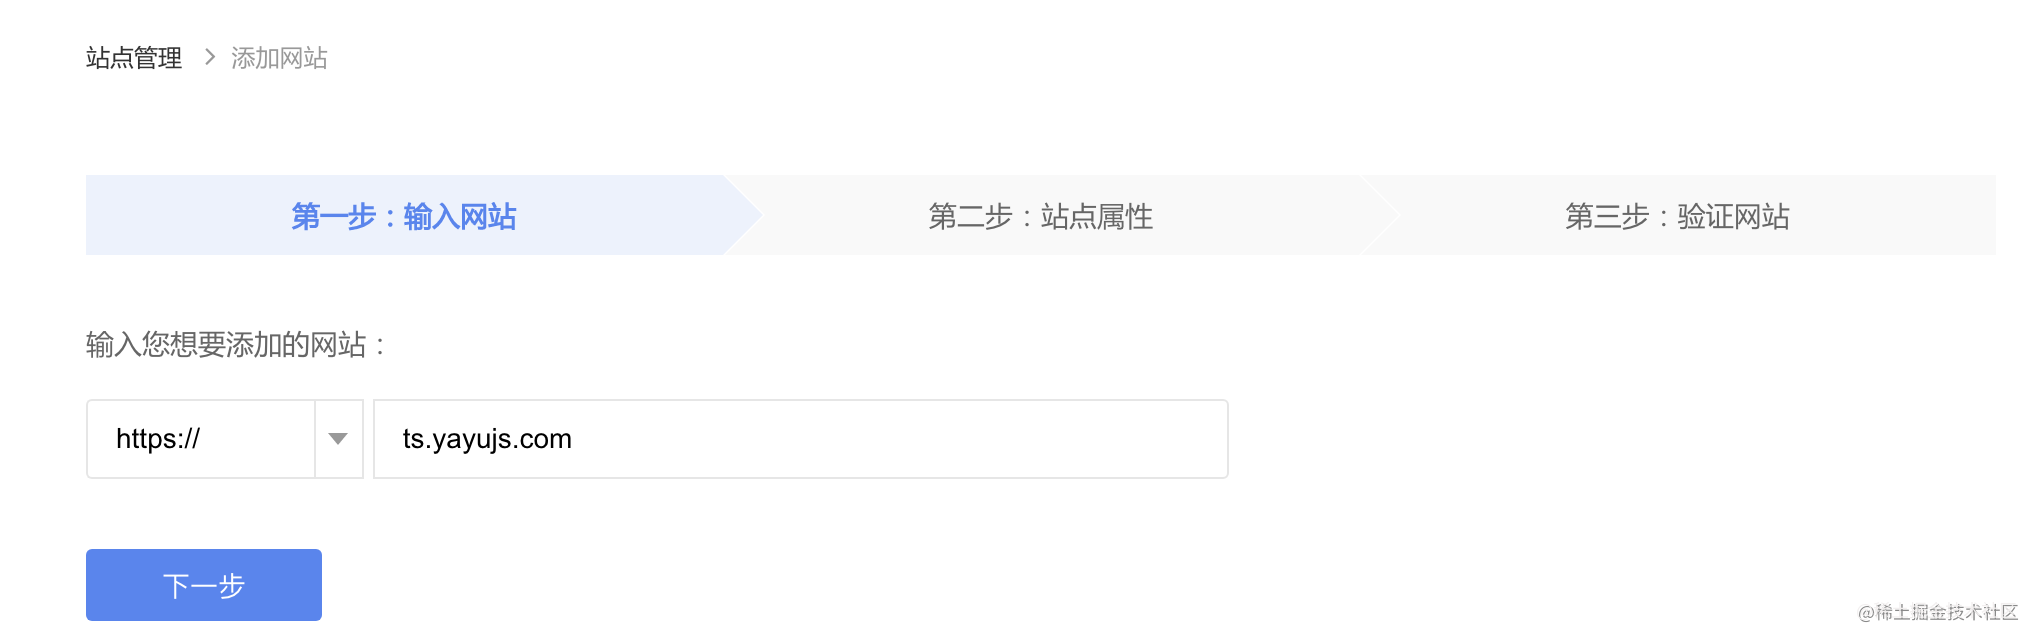 站点管理 > 添加网站
第一步：输入网站 第二步：站点属性 第三步：验证网站
输入您想要添加的网站：
https:// ts.yayujs.com
下一步
@稀土掘金技术社区